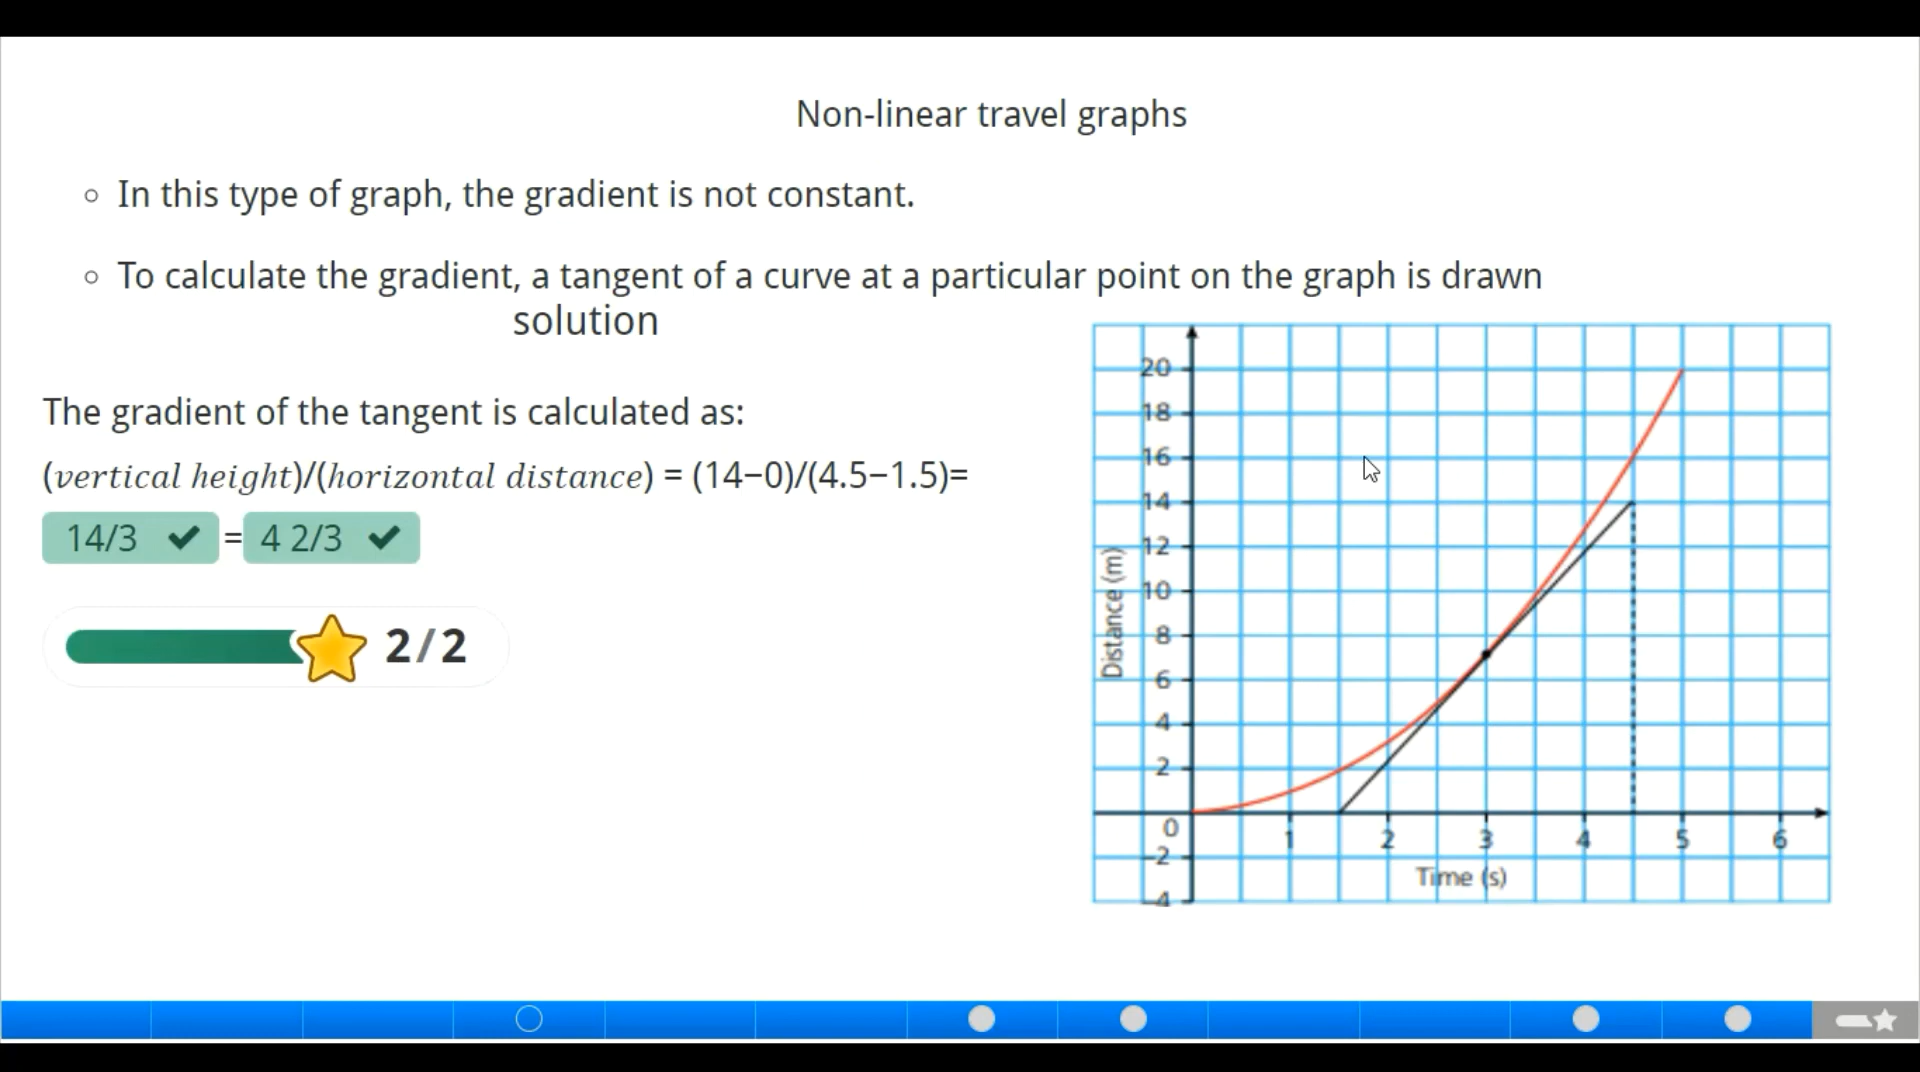 Non-linear travel graphs
In this type of graph, the gradient is not constant.
To calculate the gradient, a tangent of a curve at a particular point on the graph is drawn
solution
The gradient of the tangent is calculated as:
(vertical height)/(horizontal distance) = (14−0)/(4.5−1.5)=
14/3 ✔ = 4 2/3 ✔
2/2
20
18
16
14
12
10
8
6
4
2
0
−2
−4
Distance (m)
1 2 3 4 5 6
Time (s)